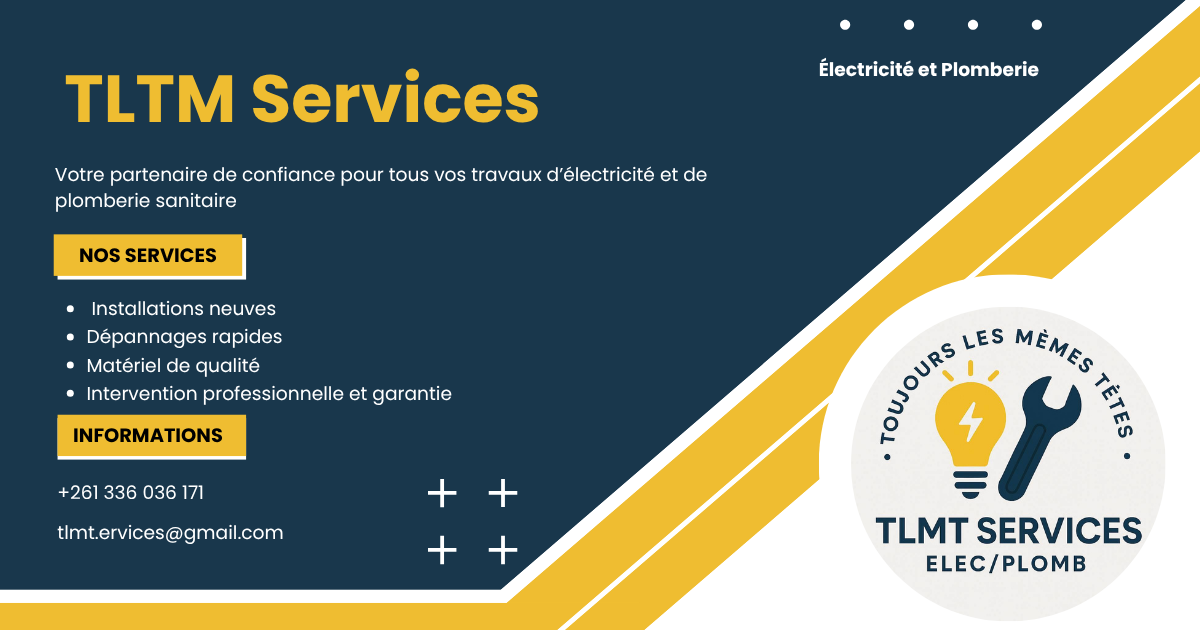 Électricité et Plomberie
TLTM Services
Votre partenaire de confiance pour tous vos travaux d’électricité et de
plomberie sanitaire
NOS SERVICES
Installations neuves
Dépannages rapides
Matériel de qualité
Intervention professionnelle et garantie
INFORMATIONS
+261 336 036 171
tlmt.ervices@gmail.com
• TOUJOURS LES MÈMES TÈTES •
TLMT SERVICES
ELEC/PLOMB